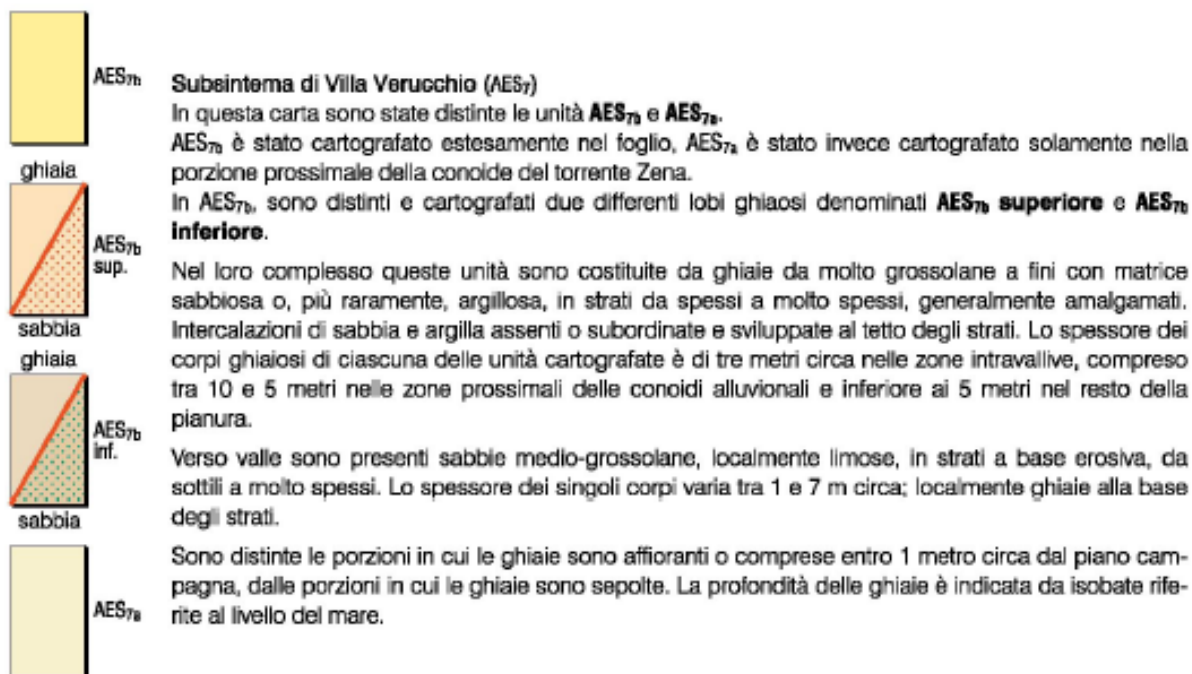 AES7b
ghiaia
AES7b
sup.
sabbia
ghiaia
AES7b
inf.
sabbia
AES7a
Subsintema di Villa Verucchio (AES7)
In questa carta sono state distinte le unità AES7b e AES7a.
AES7b è stato cartografato estesamente nel foglio, AES7a è stato invece cartografato solamente nella
porzione prossimale della conoide del torrente Zena.
In AES7b, sono distinti e cartografati due differenti lobi ghiaosi denominati AES7b superiore e AES7b
inferiore.
Nel loro complesso queste unità sono costituite da ghiaie da molto grossolane a fini con matrice
sabbiosa o, più raramente, argillosa, in strati da spessi a molto spessi, generalmente amalgamati.
Intercalazioni di sabbia e argilla assenti o subordinate e sviluppate al tetto degli strati. Lo spessore dei
corpi ghiaiosi di ciascuna delle unità cartografate è di tre metri circa nelle zone intravallive, compreso
tra 10 e 5 metri nelle zone prossimali delle conoidi alluvionali e inferiore ai 5 metri nel resto della
pianura.
Verso valle sono presenti sabbie medio-grossolane, localmente limose, in strati a base erosiva, da
sottili a molto spessi. Lo spessore dei singoli corpi varia tra 1 e 7 m circa; localmente ghiaie alla base
degli strati.
Sono distinte le porzioni in cui le ghiaie sono affioranti o comprese entro 1 metro circa dal piano cam-
pagna, dalle porzioni in cui le ghiaie sono sepolte. La profondità delle ghiaie è indicata da isobate rife-
rite al livello del mare.